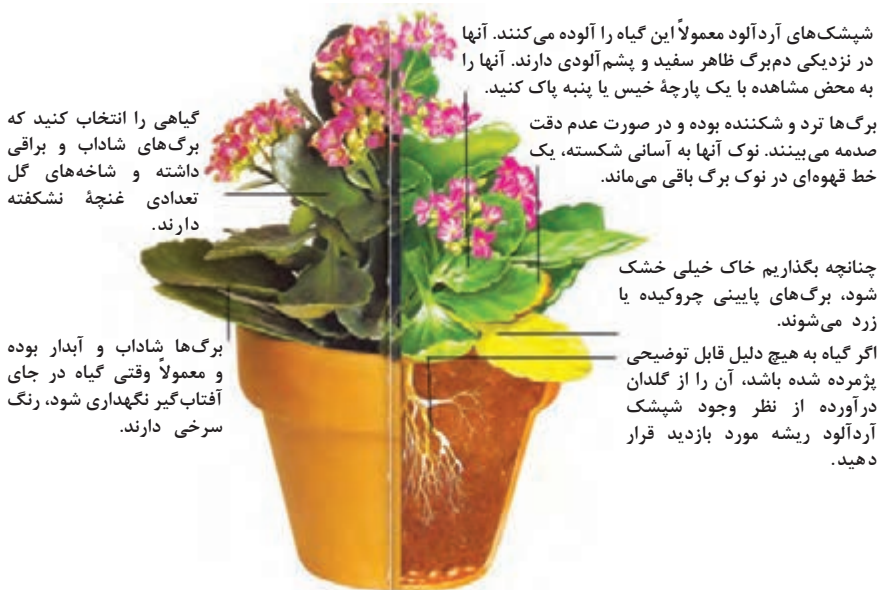 شپشک‌های آردآلود معمولاً این گیاه را آلوده می‌کنند. آنها
در نزدیکی دمبرگ ظاهر سفید و پشم‌آلودی دارند. آنها را
به محض مشاهده با یک پارچهٔ خیس یا پنبه پاک کنید.
برگ‌ها ترد و شکننده بوده و در صورت عدم دقت
صدمه می‌بینند. نوک آنها به آسانی شکسته، یک
خط قهوه‌ای در نوک برگ باقی می‌ماند.
چنانچه بگذاریم خاک خیلی خشک
شود، برگ‌های پایینی چروکیده یا
زرد می‌شوند.
اگر گیاه به هیچ دلیل قابل توضیحی
پژمرده شده باشد، آن را از گلدان
درآورده از نظر وجود شپشک
آردآلود ریشه مورد بازدید قرار
دهید.
گیاهی را انتخاب کنید که
برگ‌های شاداب و براقی
داشته و شاخه‌های گل
تعدادی غنچهٔ نشکفته
دارند.
برگ‌ها شاداب و آبدار بوده
و معمولاً وقتی گیاه در جای
آفتاب‌گیر نگهداری شود، رنگ
سرخی دارند.